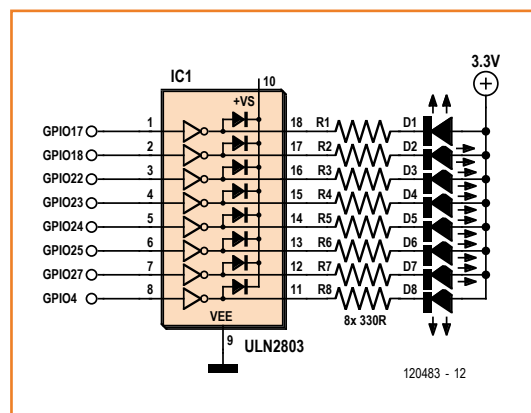 IC1
10
3.3V
+VS
GPIO17 1 18 R1 D1
GPIO18 2 17 R2 D2
GPIO22 3 16 R3 D3
GPIO23 4 15 R4 D4
GPIO24 5 14 R5 D5
GPIO25 6 13 R6 D6
GPIO27 7 12 R7 D7
GPIO4 8 11 R8 D8
VEE
8x 330R
9
ULN2803
120483 - 12